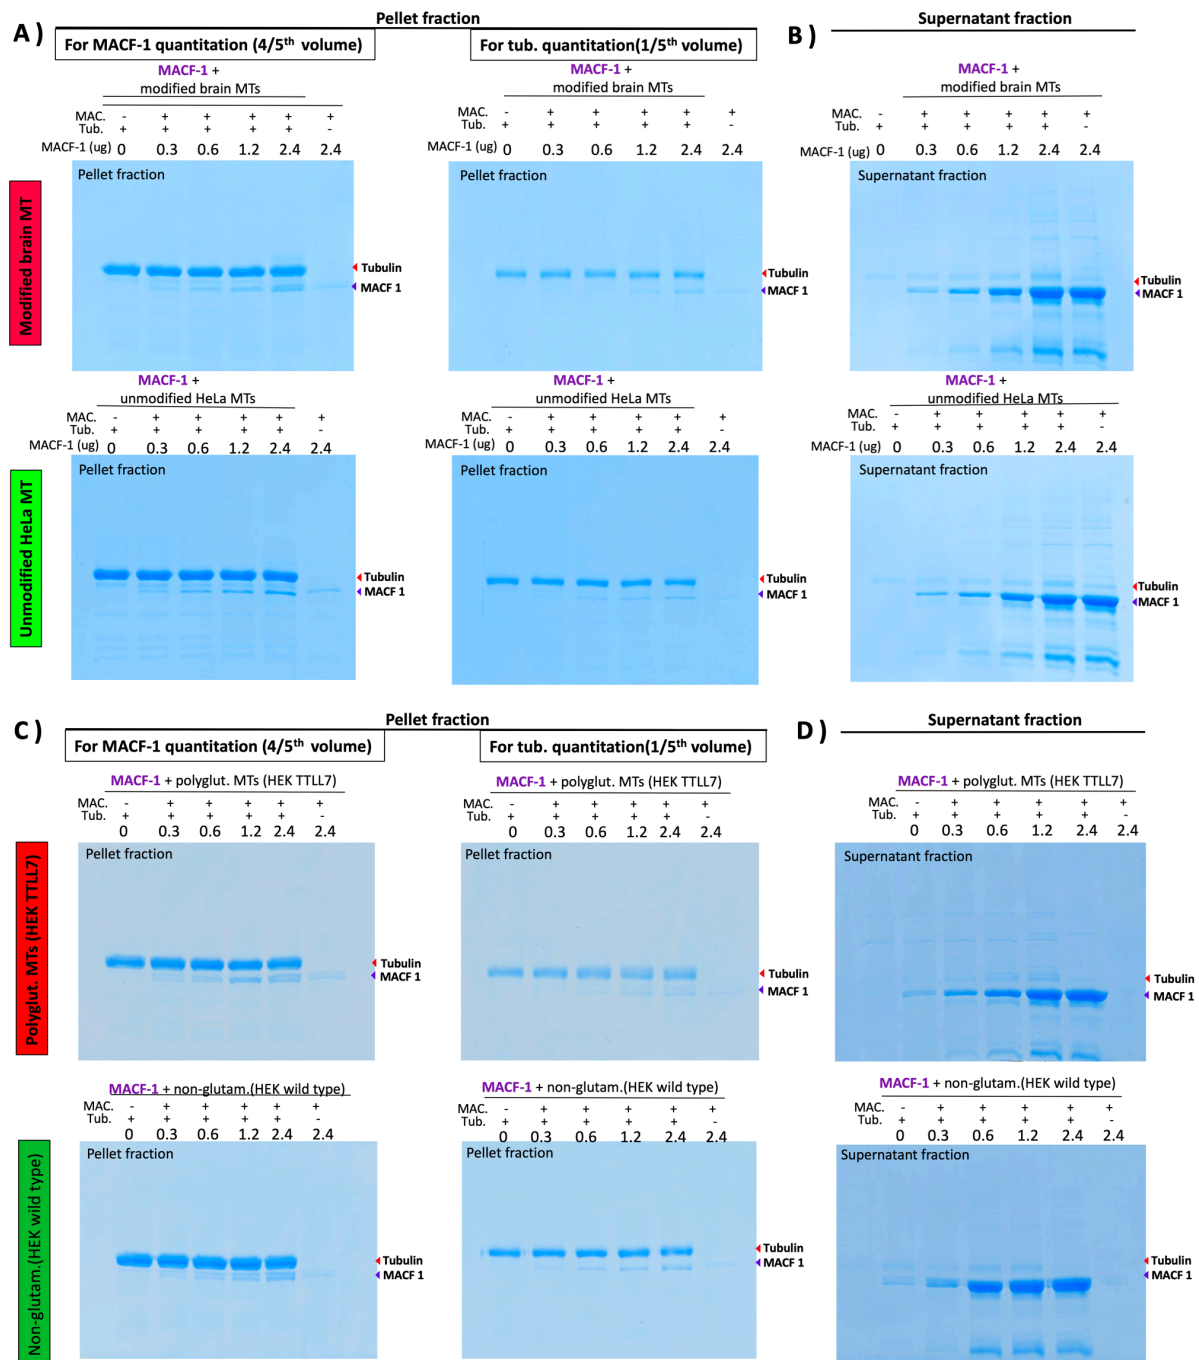 Pellet fraction
Supernatant fraction
A )
For MACF-1 quantitation (4/5th volume)
For tub. quantitation(1/5th volume)
B )
MACF-1 +
modified brain MTs
MAC. - + + + + +
Tub. + + + + + -
MACF-1 (ug) 0 0.3 0.6 1.2 2.4 2.4
Pellet fraction
Tubulin
MACF 1
MACF-1 +
modified brain MTs
MAC. - + + + + +
Tub. + + + + + -
MACF-1 (ug) 0 0.3 0.6 1.2 2.4 2.4
Pellet fraction
Tubulin
MACF 1
MACF-1 +
modified brain MTs
MAC. - + + + + +
Tub. + + + + + -
MACF-1 (ug) 0 0.3 0.6 1.2 2.4 2.4
Supernatant fraction
Tubulin
MACF 1
Modified brain MT
MACF-1 +
unmodified HeLa MTs
MAC. - + + + + +
Tub. + + + + + -
MACF-1 (ug) 0 0.3 0.6 1.2 2.4 2.4
Pellet fraction
Tubulin
MACF 1
MACF-1 +
unmodified HeLa MTs
MAC. - + + + + +
Tub. + + + + + -
MACF-1 (ug) 0 0.3 0.6 1.2 2.4 2.4
Pellet fraction
Tubulin
MACF 1
MACF-1 +
unmodified HeLa MTs
MAC. - + + + + +
Tub. + + + + + -
MACF-1 (ug) 0 0.3 0.6 1.2 2.4 2.4
Supernatant fraction
Tubulin
MACF 1
Unmodified HeLa MT
Pellet fraction
Supernatant fraction
C )
For MACF-1 quantitation (4/5th volume)
For tub. quantitation(1/5th volume)
D )
MACF-1 + polyglut. MTs (HEK TTLL7)
MAC. - + + + + +
Tub. + + + + + -
0 0.3 0.6 1.2 2.4 2.4
Pellet fraction
Tubulin
MACF 1
MACF-1 + polyglut. MTs (HEK TTLL7)
MAC. - + + + + +
Tub. + + + + + -
0 0.3 0.6 1.2 2.4 2.4
Pellet fraction
Tubulin
MACF 1
MACF-1 + polyglut. MTs (HEK TTLL7)
MAC. - + + + + +
Tub. + + + + + -
0 0.3 0.6 1.2 2.4 2.4
Supernatant fraction
Tubulin
MACF 1
Polyglut. MTs (HEK TTLL7)
MACF-1 + non-glutam.(HEK wild type)
MAC. - + + + + +
Tub. + + + + + -
0 0.3 0.6 1.2 2.4 2.4
Pellet fraction
Tubulin
MACF 1
MACF-1 + non-glutam.(HEK wild type)
MAC. - + + + + +
Tub. + + + + + -
0 0.3 0.6 1.2 2.4 2.4
Pellet fraction
Tubulin
MACF 1
MACF-1 + non-glutam.(HEK wild type)
MAC. - + + + + +
Tub. + + + + + -
0 0.3 0.6 1.2 2.4 2.4
Supernatant fraction
Tubulin
MACF 1
Non-glutam.(HEK wild type)